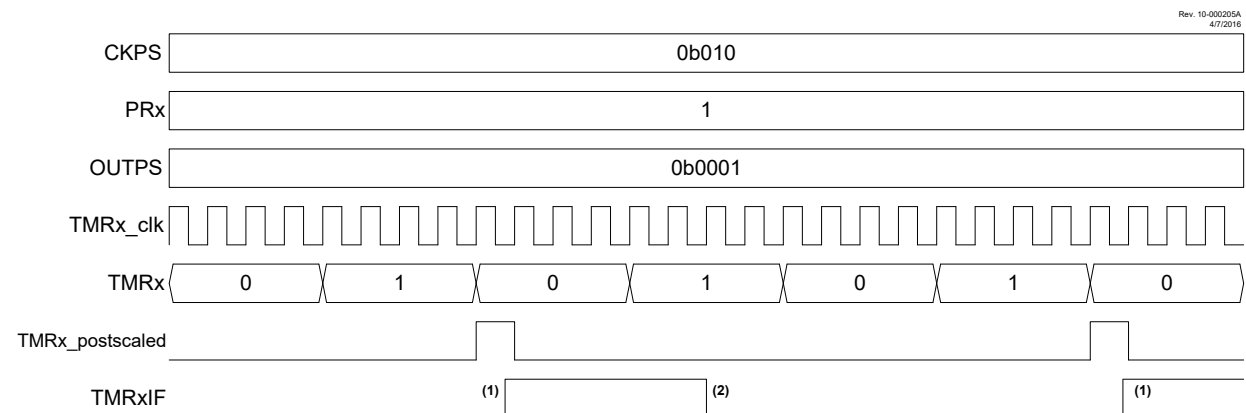 Rev. 10-000205A
4/7/2016
CKPS 0b010
PRx 1
OUTPS 0b0001
TMRx_clk
TMRx 0 1 0 1 0 1 0
TMRx_postscaled
TMRxIF (1) (2) (1)